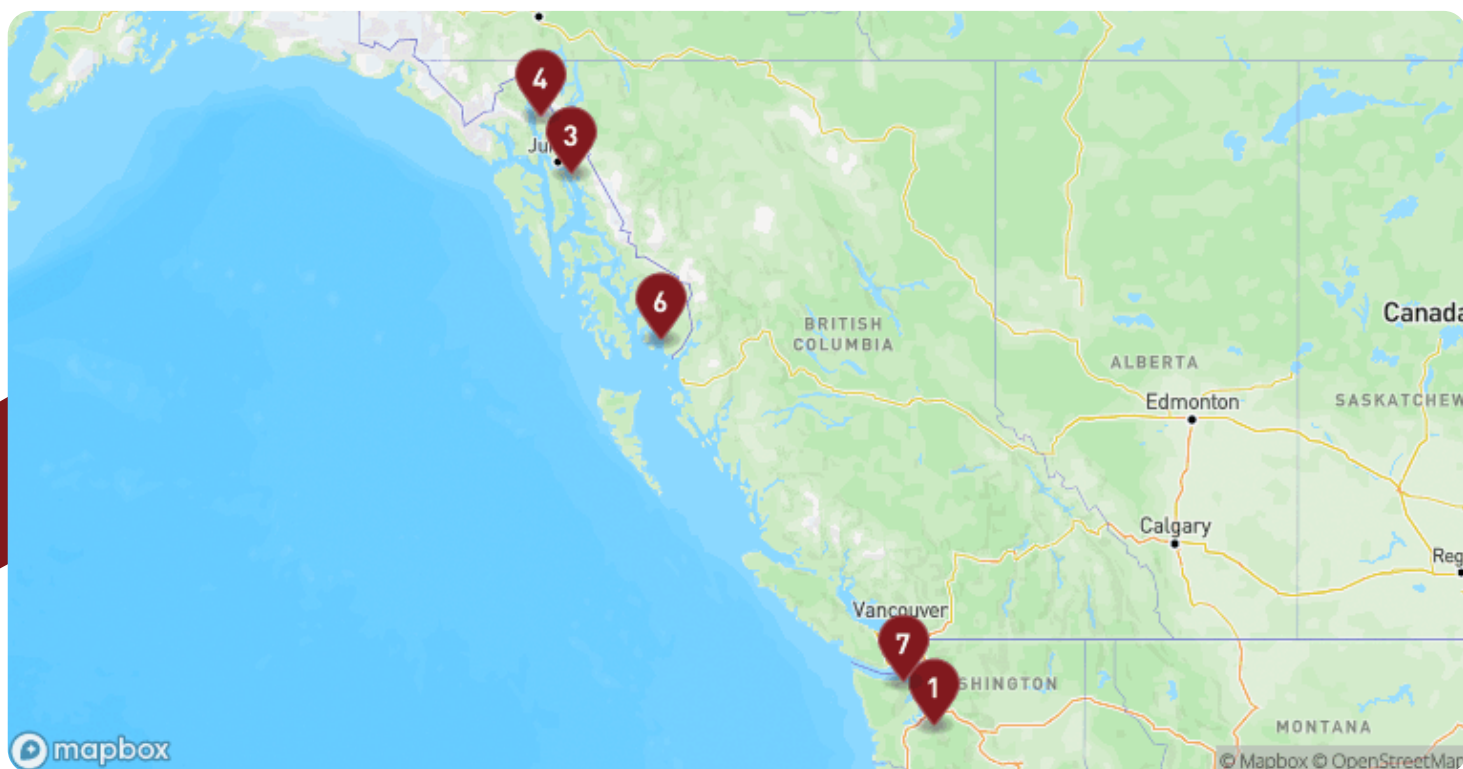 4
3
Ju
6
BRITISH
COLUMBIA
Canada
ALBERTA
Edmonton
SASKATCHEW
Calgary
Reg
Vancouver
7
1
SHINGTON
MONTANA
mapbox
© Mapbox © OpenStreetMap